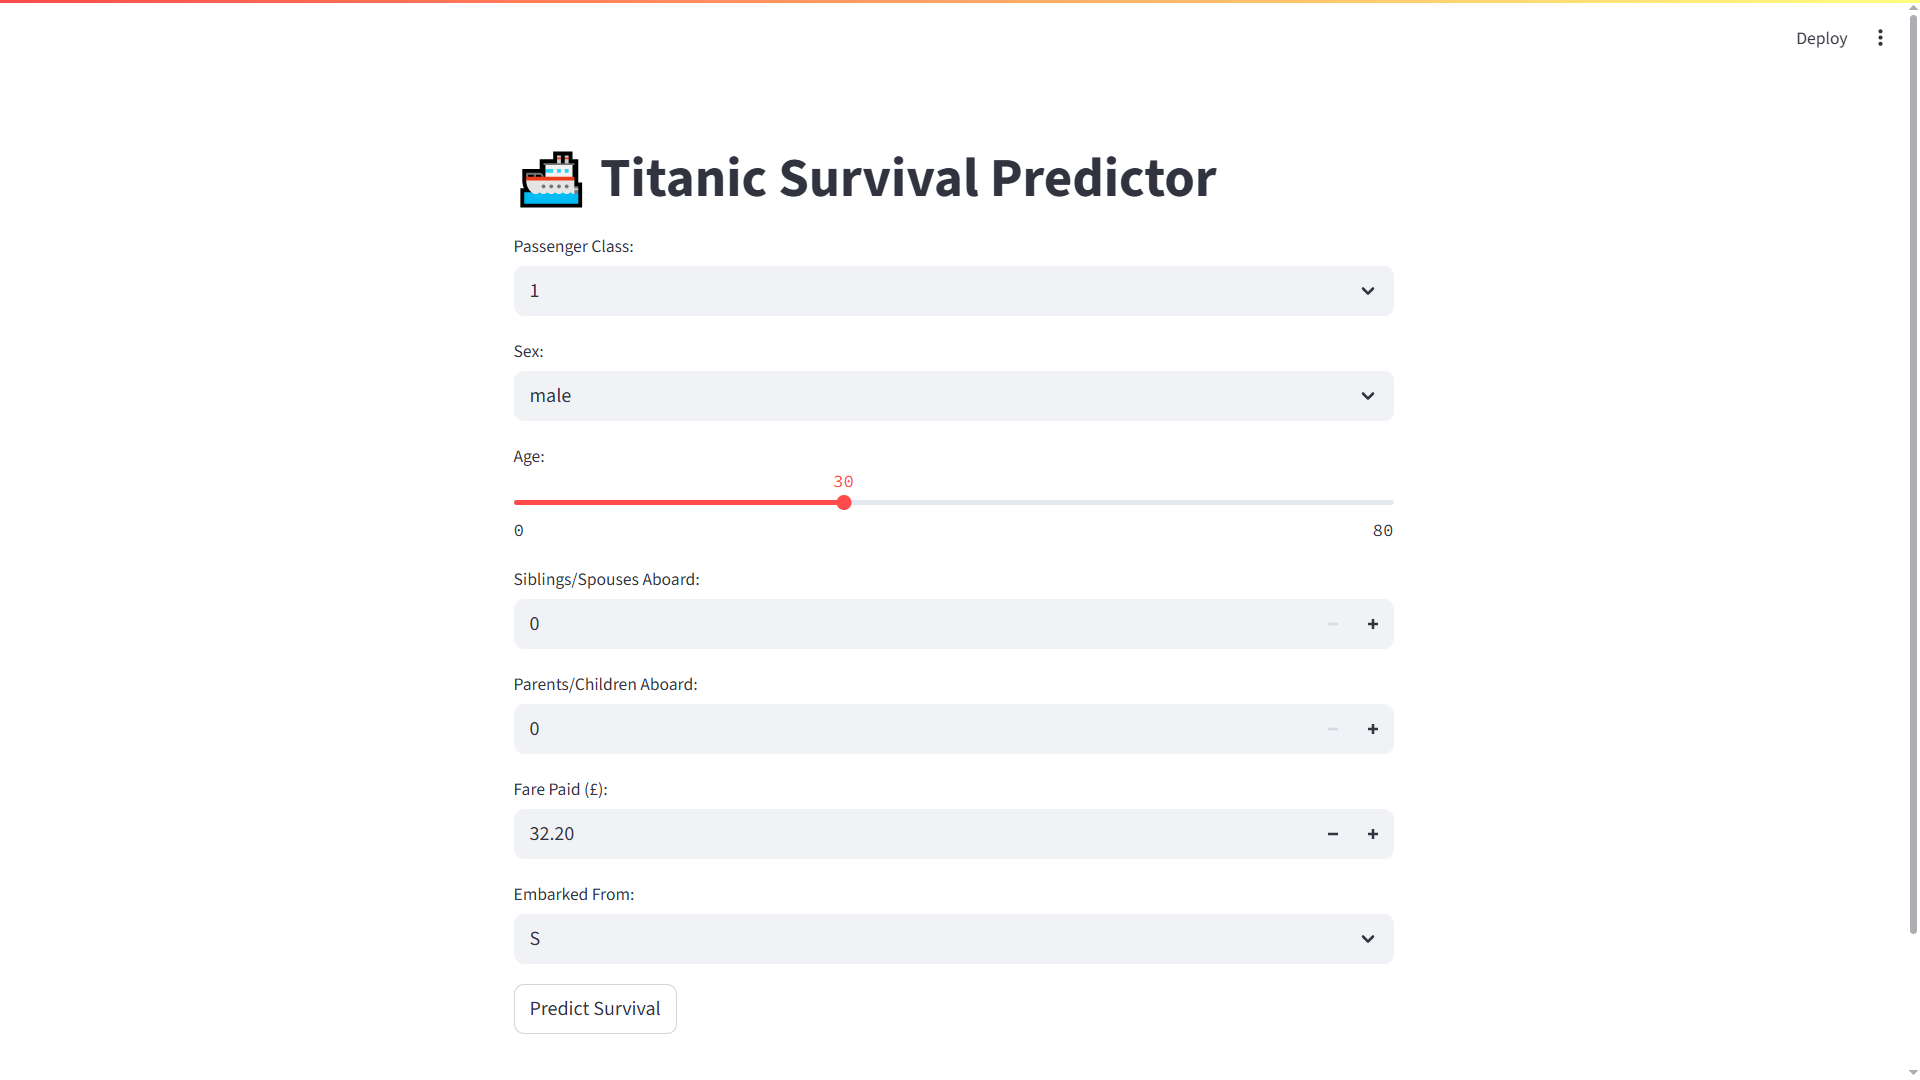 Deploy
Titanic Survival Predictor
Passenger Class:
1
Sex:
male
Age:
30
0 80
Siblings/Spouses Aboard:
0
Parents/Children Aboard:
0
Fare Paid (£):
32.20
Embarked From:
S
Predict Survival